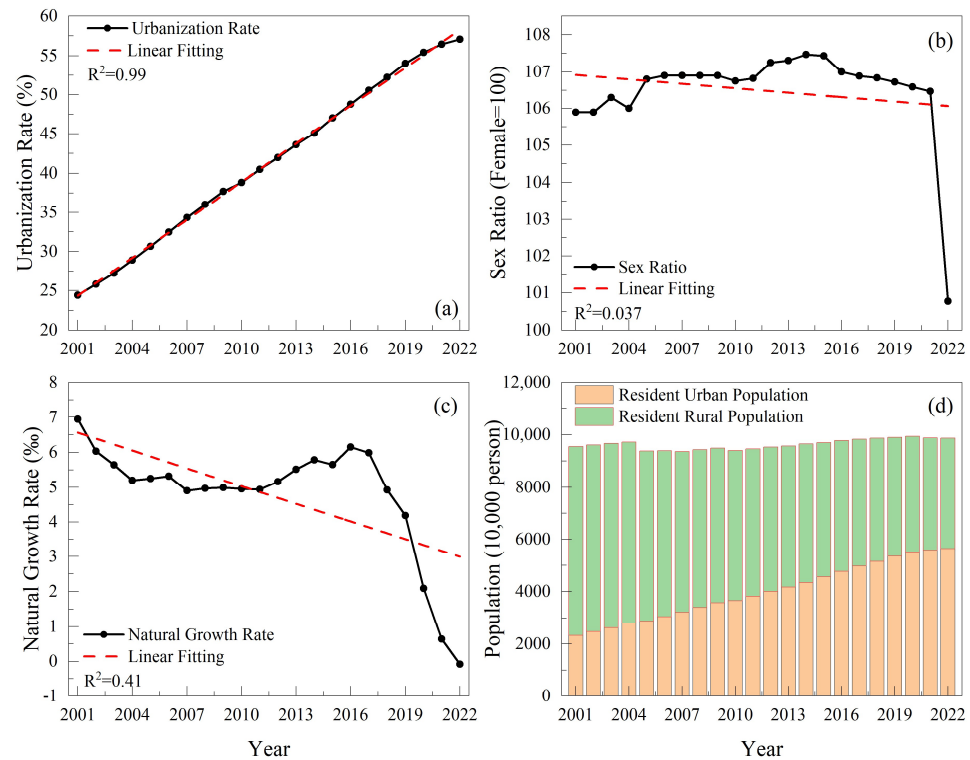 60
55
50
45
40
35
30
25
20
Urbanization Rate (%)
Urbanization Rate
Linear Fitting
R²=0.99
(a)
2001 2004 2007 2010 2013 2016 2019 2022
108
107
106
105
104
103
102
101
100
Sex Ratio (Female=100)
(b)
Sex Ratio
Linear Fitting
R²=0.037
2001 2004 2007 2010 2013 2016 2019 2022
8
7
6
5
4
3
2
1
0
-1
Natural Growth Rate (‰)
(c)
Natural Growth Rate
Linear Fitting
R²=0.41
2001 2004 2007 2010 2013 2016 2019 2022
Year
12,000
10,000
8000
6000
4000
2000
0
Population (10,000 person)
Resident Urban Population
Resident Rural Population
(d)
2001 2004 2007 2010 2013 2016 2019 2022
Year